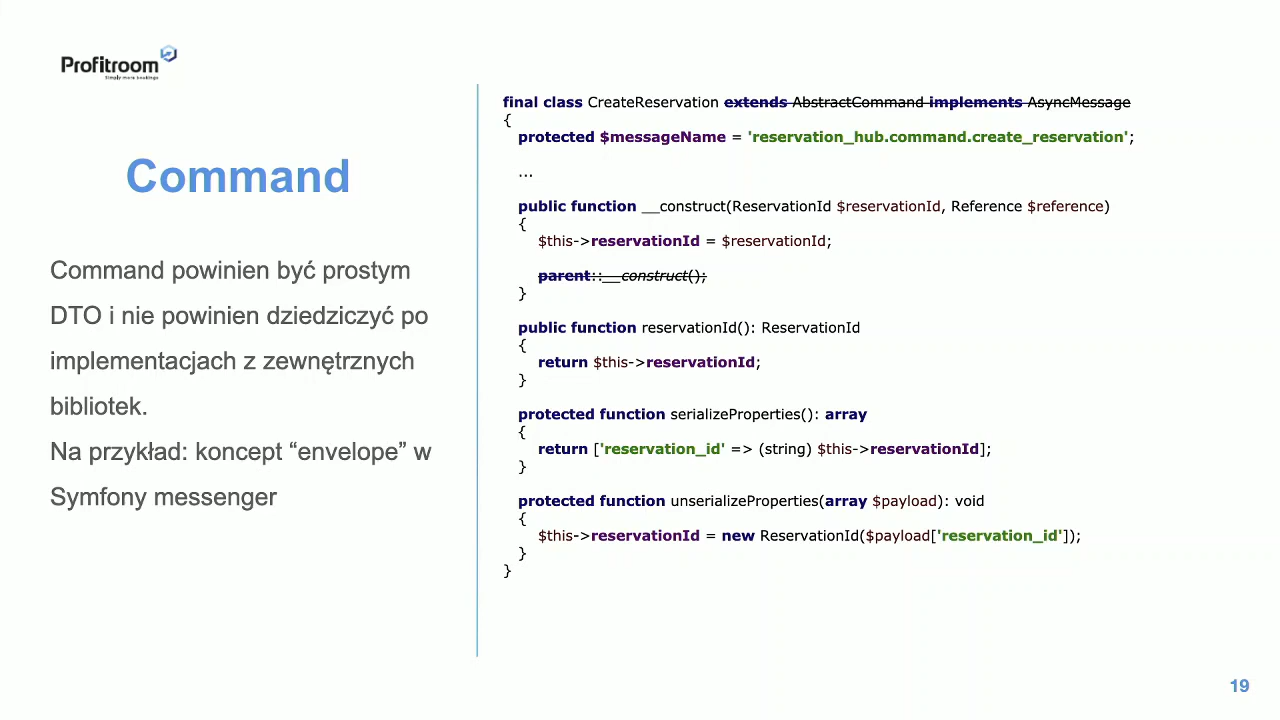 Profitroom
Simply more bookings
Command
Command powinien być prostym
DTO i nie powinien dziedziczyć po
implementacjach z zewnętrznych
bibliotek.
Na przykład: koncept “envelope” w
Symfony messenger
final class CreateReservation extends AbstractCommand implements AsyncMessage
{
protected $messageName = 'reservation_hub.command.create_reservation';
...
public function __construct(ReservationId $reservationId, Reference $reference)
{
$this->reservationId = $reservationId;
parent::__construct();
}
public function reservationId(): ReservationId
{
return $this->reservationId;
}
protected function serializeProperties(): array
{
return ['reservation_id' => (string) $this->reservationId];
}
protected function unserializeProperties(array $payload): void
{
$this->reservationId = new ReservationId($payload['reservation_id']);
}
}
19